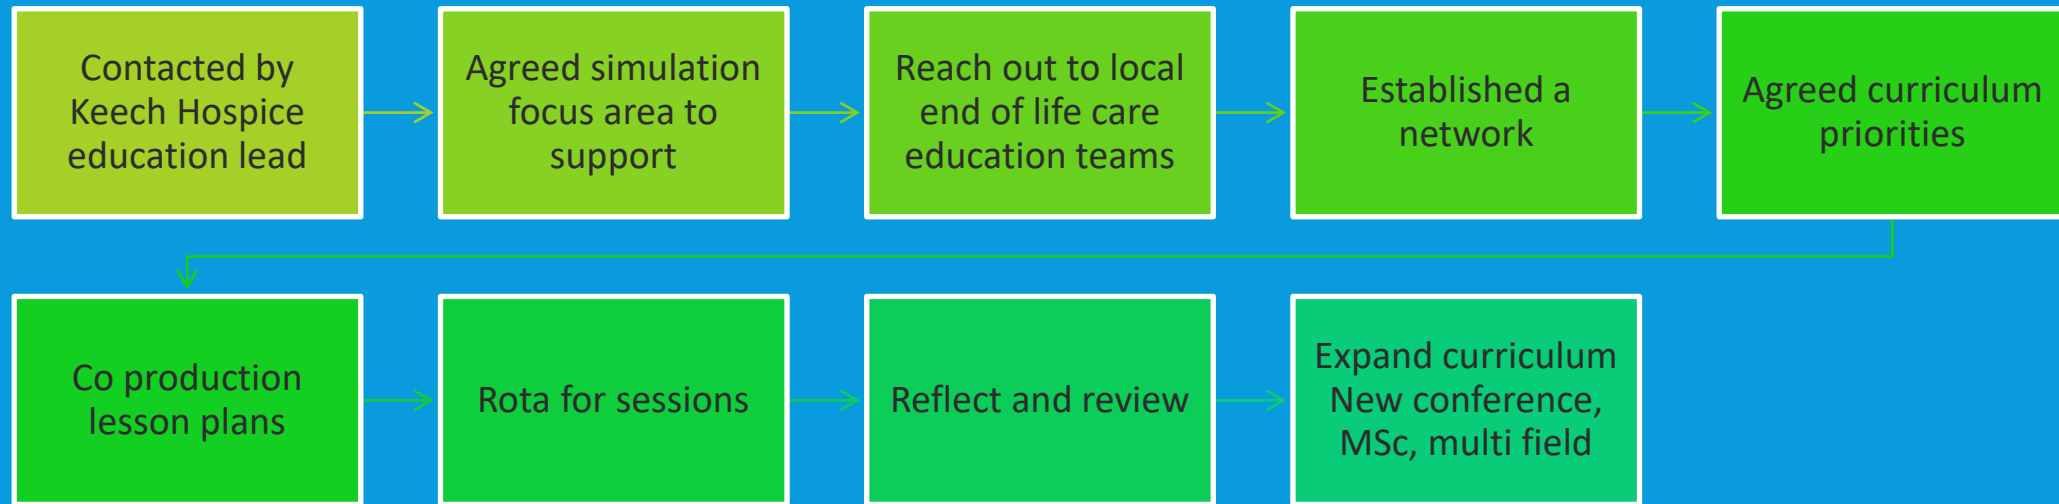 Contacted by
Keech Hospice
education lead
Agreed simulation
focus area to
support
Reach out to local
end of life care
education teams
Established a
network
Agreed curriculum
priorities
Co production
lesson plans
Rota for sessions
Reflect and review
Expand curriculum
New conference,
MSc, multi field